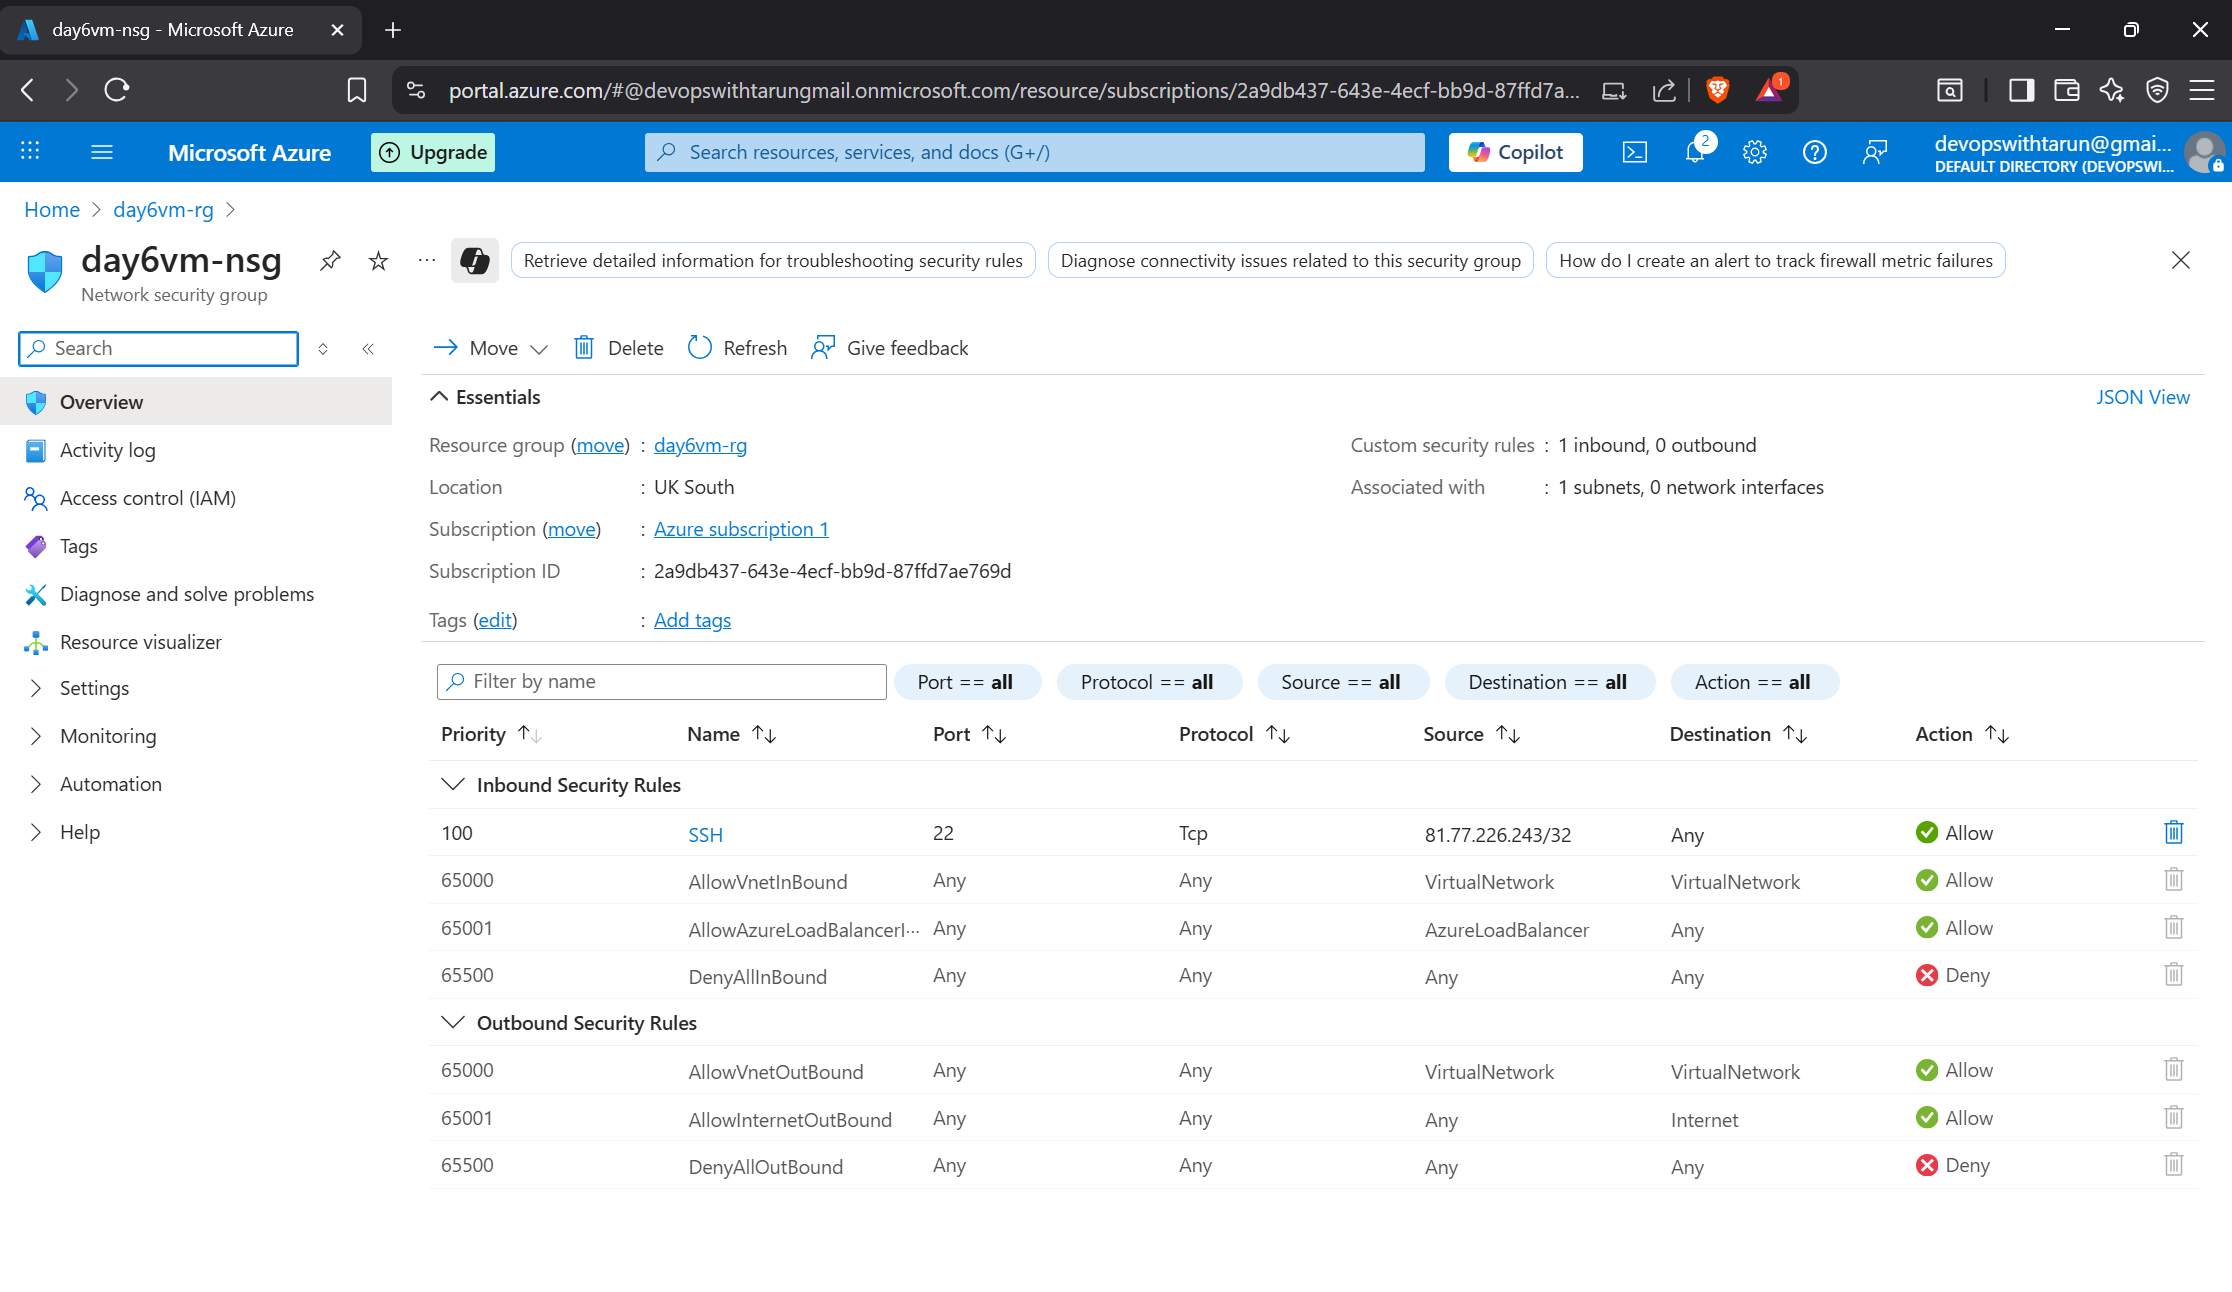 day6vm-nsg - Microsoft Azure
portal.azure.com/#@devopswithtarungmail.onmicrosoft.com/resource/subscriptions/2a9db437-643e-4ecf-bb9d-87ffd7a...
1
Microsoft Azure
Upgrade
Search resources, services, and docs (G+/)
Copilot
2
devopswithtarun@gmai...
DEFAULT DIRECTORY (DEVOPSWI...
Home > day6vm-rg >
day6vm-nsg
Network security group
Retrieve detailed information for troubleshooting security rules
Diagnose connectivity issues related to this security group
How do I create an alert to track firewall metric failures
Search
Overview
Activity log
Access control (IAM)
Tags
Diagnose and solve problems
Resource visualizer
Settings
Monitoring
Automation
Help
Move Delete Refresh Give feedback
Essentials
JSON View
Resource group (move) : day6vm-rg
Location : UK South
Subscription (move) : Azure subscription 1
Subscription ID : 2a9db437-643e-4ecf-bb9d-87ffd7ae769d
Tags (edit) : Add tags
Custom security rules : 1 inbound, 0 outbound
Associated with : 1 subnets, 0 network interfaces
Filter by name Port == all Protocol == all Source == all Destination == all Action == all
Priority Name Port Protocol Source Destination Action
Inbound Security Rules
100 SSH 22 Tcp 81.77.226.243/32 Any Allow
65000 AllowVnetInBound Any Any VirtualNetwork VirtualNetwork Allow
65001 AllowAzureLoadBalancerI··· Any Any AzureLoadBalancer Any Allow
65500 DenyAllInBound Any Any Any Any Deny
Outbound Security Rules
65000 AllowVnetOutBound Any Any VirtualNetwork VirtualNetwork Allow
65001 AllowInternetOutBound Any Any Any Internet Allow
65500 DenyAllOutBound Any Any Any Any Deny